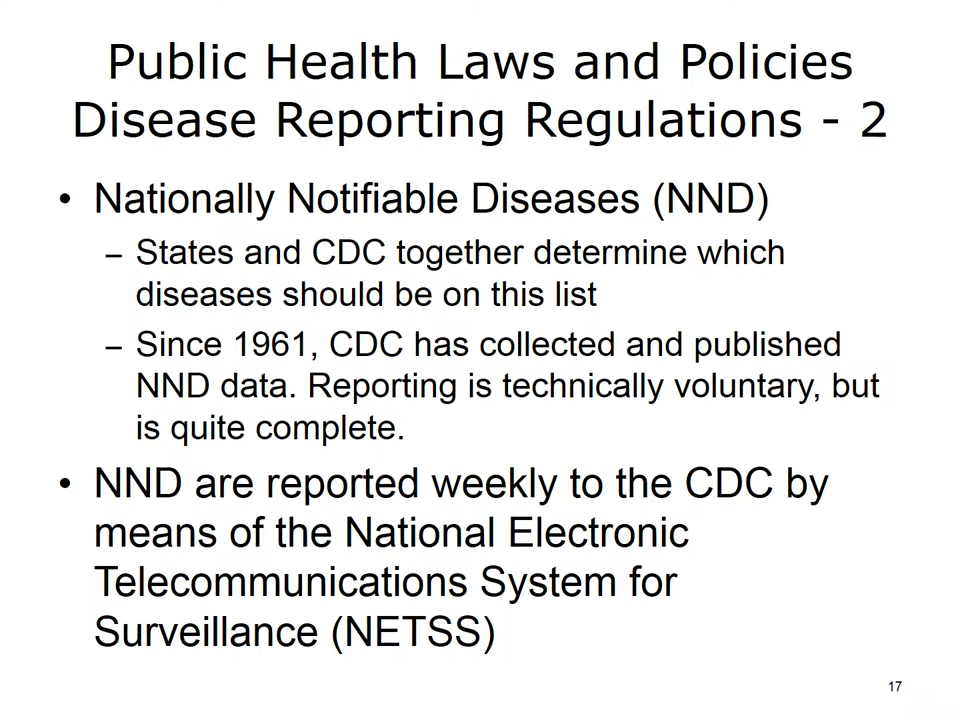 Public Health Laws and Policies
Disease Reporting Regulations - 2
• Nationally Notifiable Diseases (NND)
– States and CDC together determine which
diseases should be on this list
– Since 1961, CDC has collected and published
NND data. Reporting is technically voluntary, but
is quite complete.
• NND are reported weekly to the CDC by
means of the National Electronic
Telecommunications System for
Surveillance (NETSS)
17